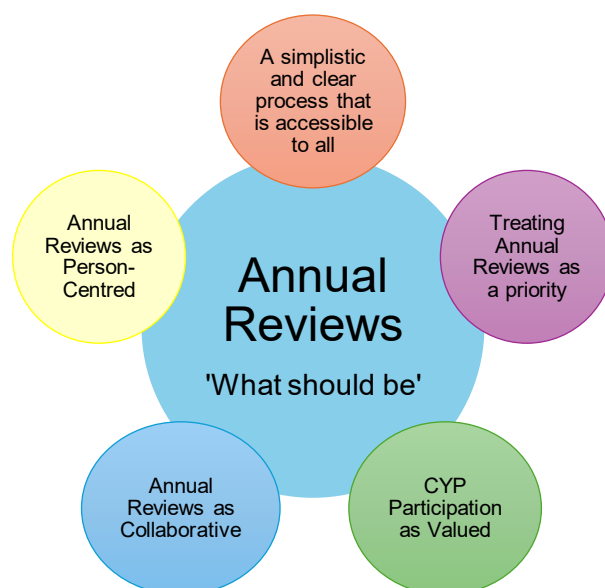 A simplistic
and clear
process that
is accessible
to all
Annual
Reviews as
Person-
Centred
Treating
Annual
Reviews as
a priority
Annual
Reviews
'What should be'
Annual
Reviews as
Collaborative
CYP
Participation
as Valued